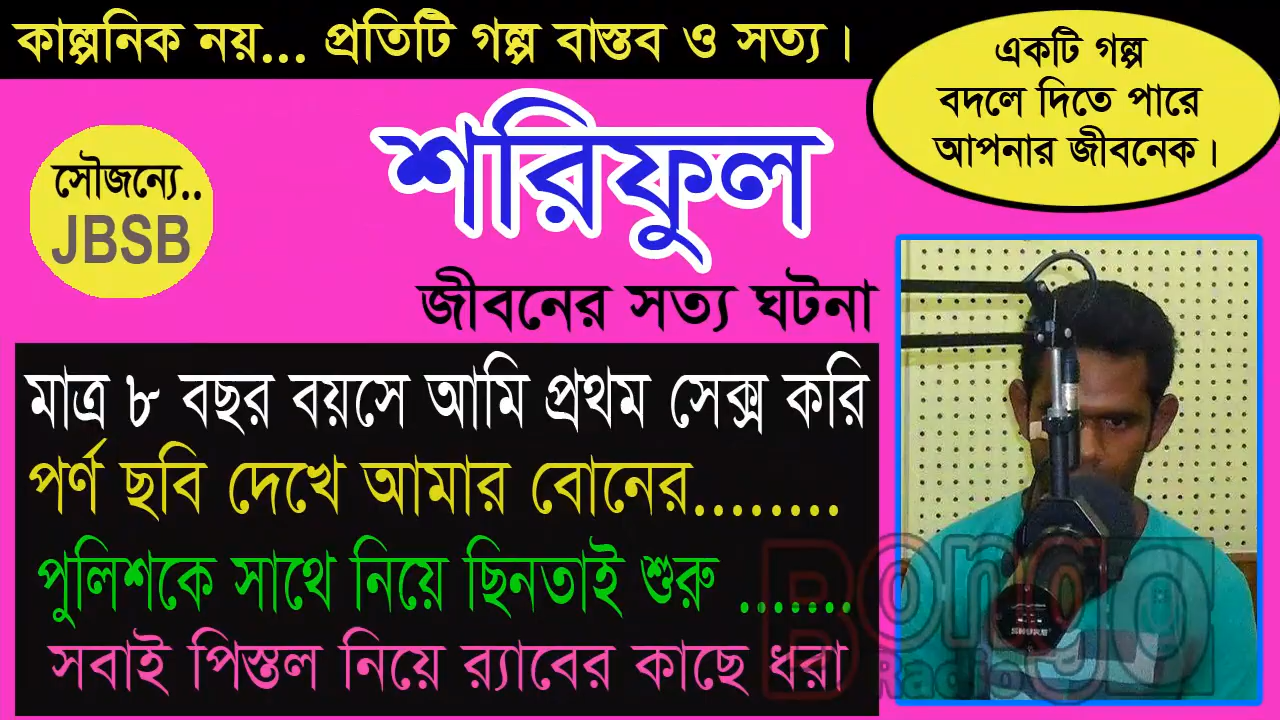 কাল্পনিক নয়... প্রতিটি গল্প বাস্তব ও সত্য।
একটি গল্প
বদলে দিতে পারে
আপনার জীবনেক।
সৌজন্যে..
JBSB
শরিফুল
জীবনের সত্য ঘটনা
মাত্র ৮ বছর বয়সে আমি প্রথম সেক্স করি
পর্ণ ছবি দেখে আমার বোনের........
পুলিশকে সাথে নিয়ে ছিনতাই শুরু .......
সবাই পিস্তল নিয়ে র‍্যাবের কাছে ধরা
SHURE
Bongo
Radio